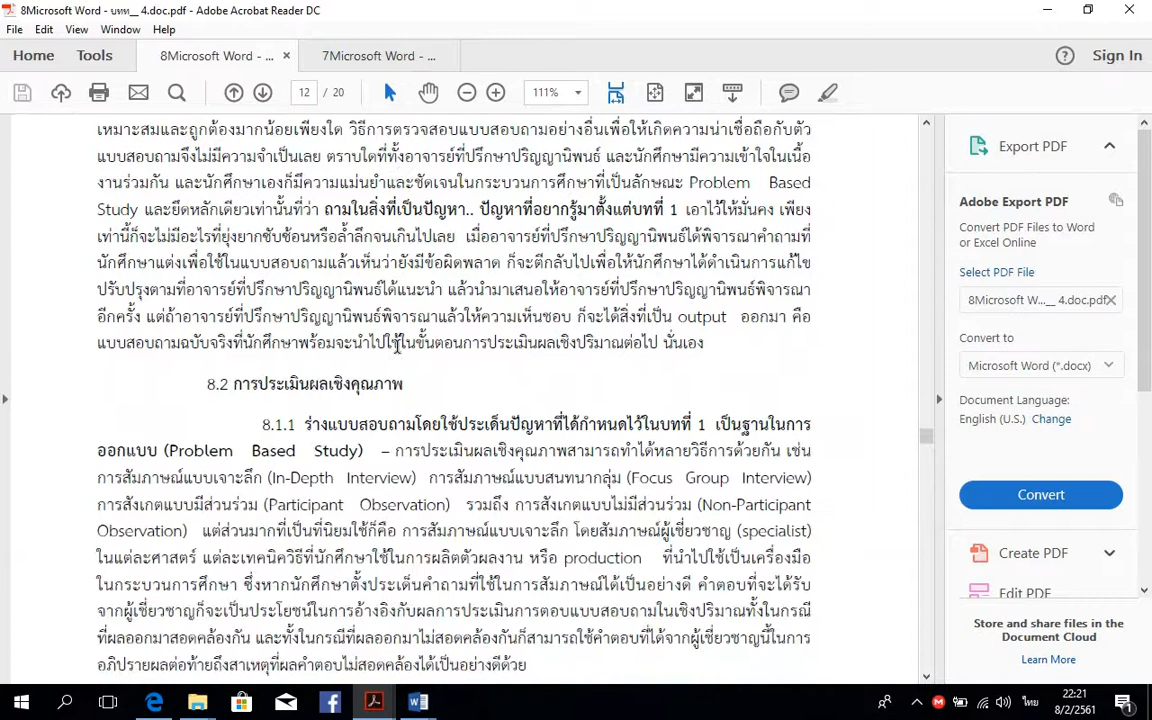 8Microsoft Word - บทท__ 4.doc.pdf - Adobe Acrobat Reader DC
File Edit View Window Help
Home Tools 8Microsoft Word - ... × 7Microsoft Word - ... Sign In
12 / 20 111%
เหมาะสมและถูกต้องมากน้อยเพียงใด วิธีการตรวจสอบแบบสอบถามอย่างอื่นเพื่อให้เกิดความน่าเชื่อถือกับตัว
แบบสอบถามจึงไม่มีความจำเป็นเลย ตราบใดที่ทั้งอาจารย์ที่ปรึกษาปริญญานิพนธ์ และนักศึกษามีความเข้าใจในเนื้อ
งานร่วมกัน และนักศึกษาเองก็มีความแม่นยำและชัดเจนในกระบวนการศึกษาที่เป็นลักษณะ Problem Based
Study และยึดหลักเดียวเท่านั้นที่ว่า ถามในสิ่งที่เป็นปัญหา.. ปัญหาที่อยากรู้มาตั้งแต่บทที่ 1 เอาไว้ให้มั่นคง เพียง
เท่านี้ก็จะไม่มีอะไรที่ยุ่งยากซับซ้อนหรือล้ำลึกจนเกินไปเลย เมื่ออาจารย์ที่ปรึกษาปริญญานิพนธ์ได้พิจารณาคำถามที่
นักศึกษาแต่งเพื่อใช้ในแบบสอบถามแล้วเห็นว่ายังมีข้อผิดพลาด ก็จะตีกลับไปเพื่อให้นักศึกษาได้ดำเนินการแก้ไข
ปรับปรุงตามที่อาจารย์ที่ปรึกษาปริญญานิพนธ์ได้แนะนำ แล้วนำมาเสนอให้อาจารย์ที่ปรึกษาปริญญานิพนธ์พิจารณา
อีกครั้ง แต่ถ้าอาจารย์ที่ปรึกษาปริญญานิพนธ์พิจารณาแล้วให้ความเห็นชอบ ก็จะได้สิ่งที่เป็น output ออกมา คือ
แบบสอบถามฉบับจริงที่นักศึกษาพร้อมจะนำไปใช้ในขั้นตอนการประเมินผลเชิงปริมาณต่อไป นั่นเอง
8.2 การประเมินผลเชิงคุณภาพ
8.1.1 ร่างแบบสอบถามโดยใช้ประเด็นปัญหาที่ได้กำหนดไว้ในบทที่ 1 เป็นฐานในการ
ออกแบบ (Problem Based Study) – การประเมินผลเชิงคุณภาพสามารถทำได้หลายวิธีการด้วยกัน เช่น
การสัมภาษณ์แบบเจาะลึก (In-Depth Interview) การสัมภาษณ์แบบสนทนากลุ่ม (Focus Group Interview)
การสังเกตแบบมีส่วนร่วม (Participant Observation) รวมถึง การสังเกตแบบไม่มีส่วนร่วม (Non-Participant
Observation) แต่ส่วนมากที่เป็นที่นิยมใช้ก็คือ การสัมภาษณ์แบบเจาะลึก โดยสัมภาษณ์ผู้เชี่ยวชาญ (specialist)
ในแต่ละศาสตร์ แต่ละเทคนิควิธีที่นักศึกษาใช้ในการผลิตตัวผลงาน หรือ production ที่นำไปใช้เป็นเครื่องมือ
ในกระบวนการศึกษา ซึ่งหากนักศึกษาตั้งประเด็นคำถามที่ใช้ในการสัมภาษณ์ได้เป็นอย่างดี คำตอบที่จะได้รับ
จากผู้เชี่ยวชาญก็จะเป็นประโยชน์ในการอ้างอิงกับผลการประเมินการตอบแบบสอบถามในเชิงปริมาณทั้งในกรณี
ที่ผลออกมาสอดคล้องกัน และทั้งในกรณีที่ผลออกมาไม่สอดคล้องกันก็สามารถใช้คำตอบที่ได้จากผู้เชี่ยวชาญนี้ในการ
อภิปรายผลต่อท้ายถึงสาเหตุที่ผลคำตอบไม่สอดคล้องได้เป็นอย่างดีด้วย
Export PDF
Adobe Export PDF
Convert PDF Files to Word
or Excel Online
Select PDF File
8Microsoft W...__ 4.doc.pdf
Convert to
Microsoft Word (*.docx)
Document Language:
English (U.S.) Change
Convert
Create PDF
Edit PDF
Store and share files in the
Document Cloud
Learn More
ไทย
22:21
8/2/2561
1